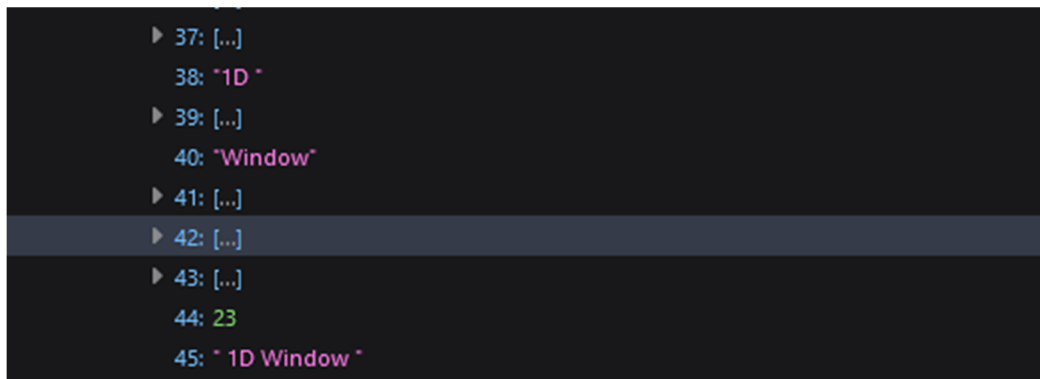 37: […]
38: "1D "
39: […]
40: "Window"
41: […]
42: […]
43: […]
44: 23
45: " 1D Window "